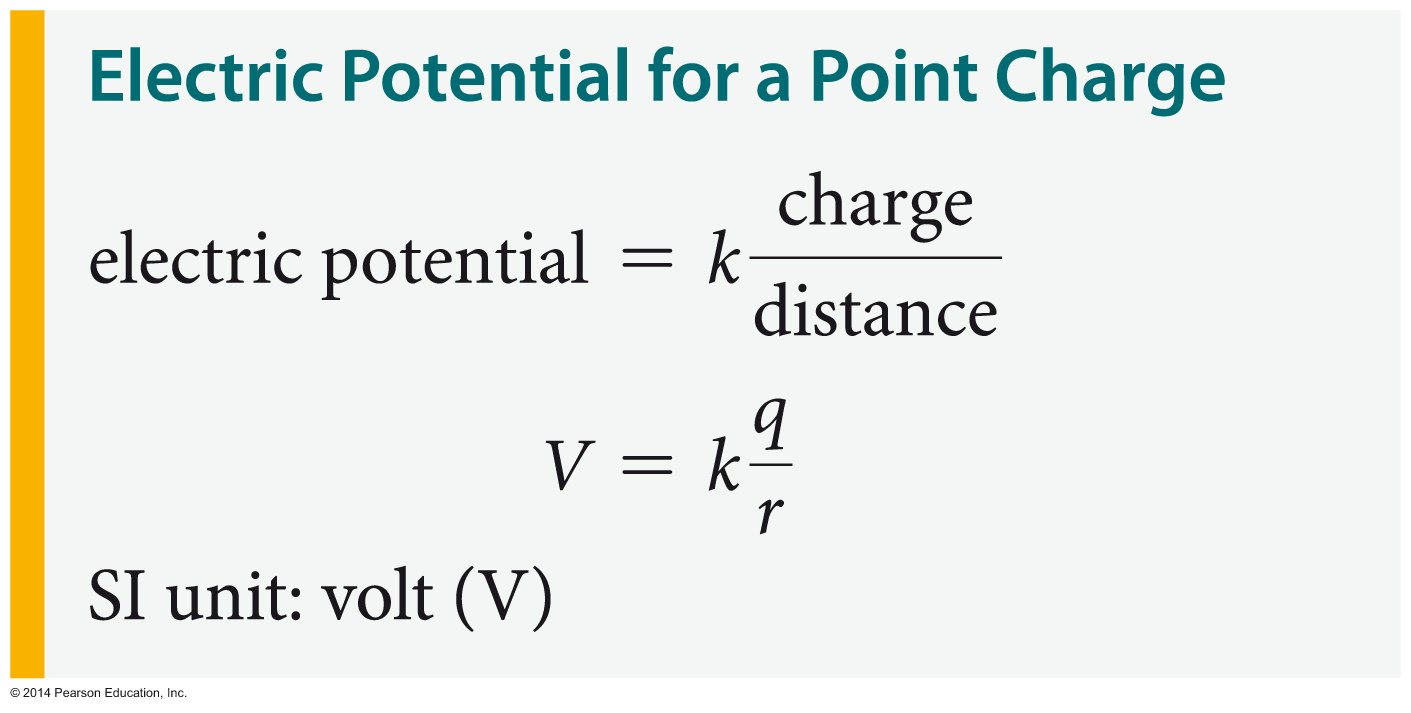 Electric Potential for a Point Charge
electric potential = k charge/distance
V = k q/r
SI unit: volt (V)
© 2014 Pearson Education, Inc.